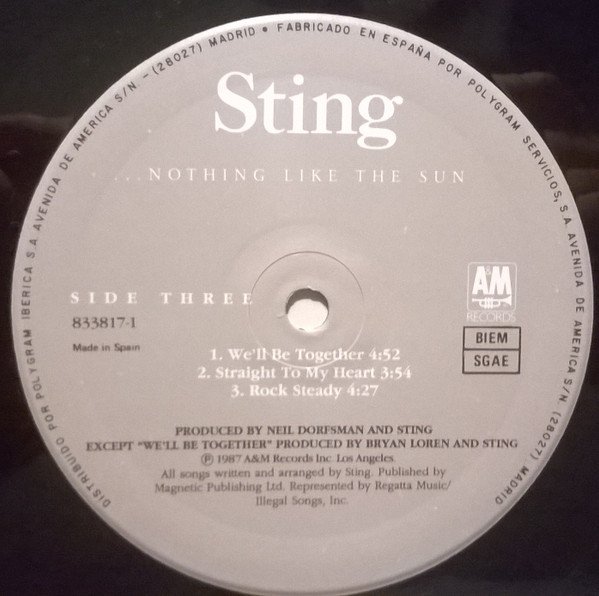 DISTRIBUIDO POR POLYGRAM IBERICA S.A. AVENIDA DE AMERICA S/N - (28027) MADRID • FABRICADO EN ESPAÑA POR POLYGRAM SERVICIOS, S.A. AVENIDA DE AMERICA S/N. (28027) MADRID
Sting
...NOTHING LIKE THE SUN
SIDE THREE
833817-1
Made in Spain
A&M
RECORDS
BIEM
SGAE
1. We'll Be Together 4:52
2. Straight To My Heart 3:54
3. Rock Steady 4:27
PRODUCED BY NEIL DORFSMAN AND STING
EXCEPT "WE'LL BE TOGETHER" PRODUCED BY BRYAN LOREN AND STING
℗ 1987 A&M Records Inc. Los Angeles.
All songs written and arranged by Sting. Published by
Magnetic Publishing Ltd. Represented by Regatta Music/
Illegal Songs, Inc.